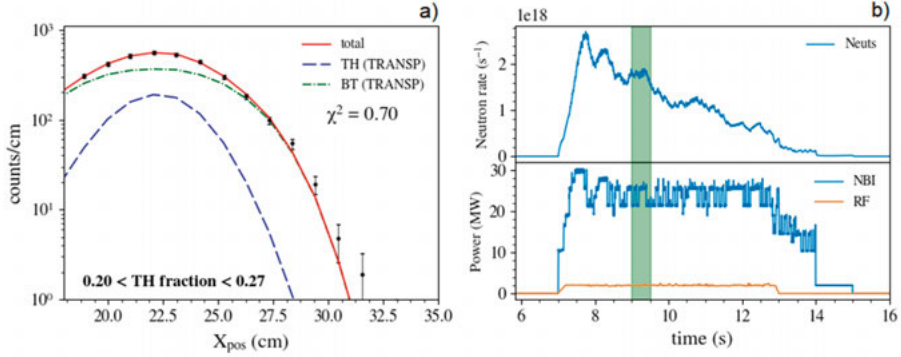 a)
10³
10²
10¹
10⁰
counts/cm
total
TH (TRANSP)
BT (TRANSP)
χ² = 0.70
0.20 < TH fraction < 0.27
20.0 22.5 25.0 27.5 30.0 32.5 35.0
Xpos (cm)
b)
1e18
Neutron rate (s⁻¹)
2
1
0
Neuts
Power (MW)
30
20
10
0
NBI
RF
6 8 10 12 14 16
time (s)